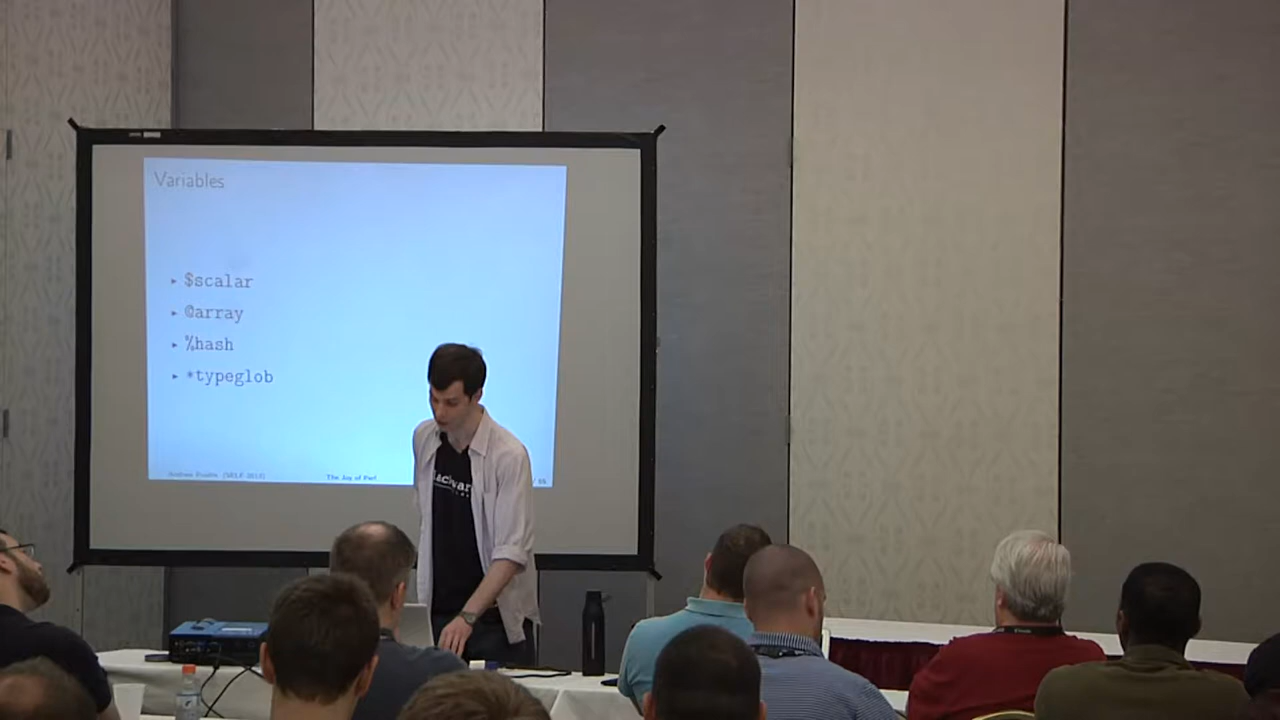 Variables
▸ $scalar
▸ @array
▸ %hash
▸ *typeglob
The Joy of Perl